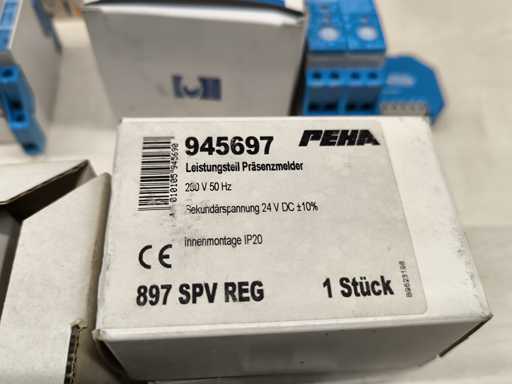 945697
PEHA
Leistungsteil Präsenzmelder
230 V 50 Hz
Sekundärspannung 24 V DC ±10%
Innenmontage IP20
CE
897 SPV REG
1 Stück